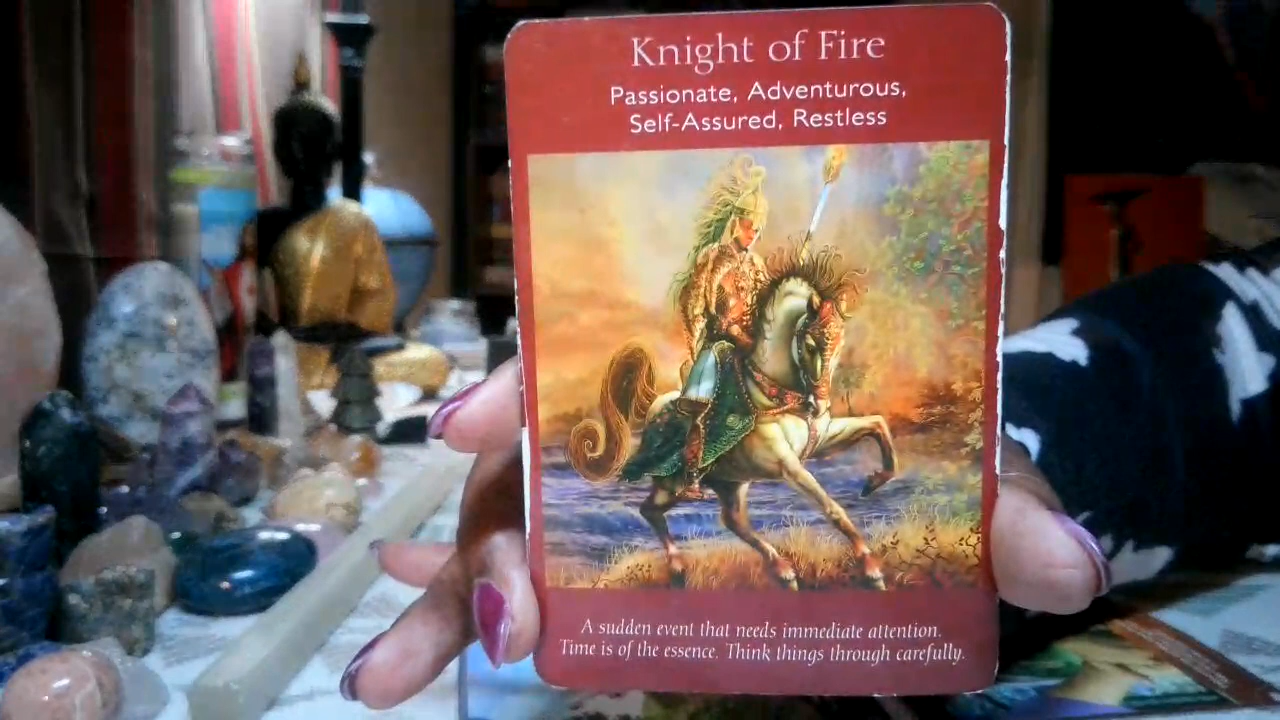 Knight of Fire
Passionate, Adventurous,
Self-Assured, Restless
A sudden event that needs immediate attention.
Time is of the essence. Think things through carefully.